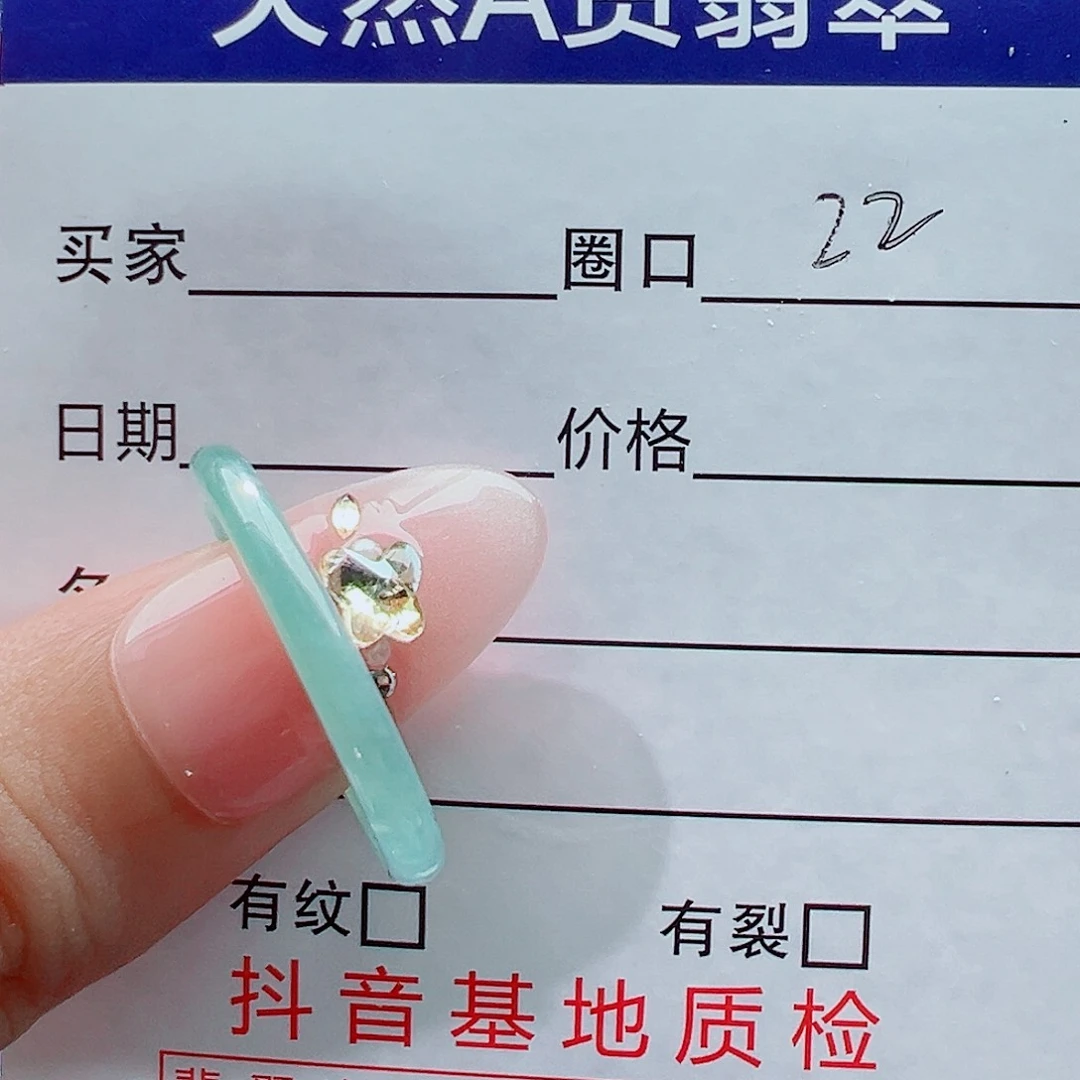 天然A货翡翠
买家 圈口 22
日期 价格
有纹□ 有裂□
抖音基地质检